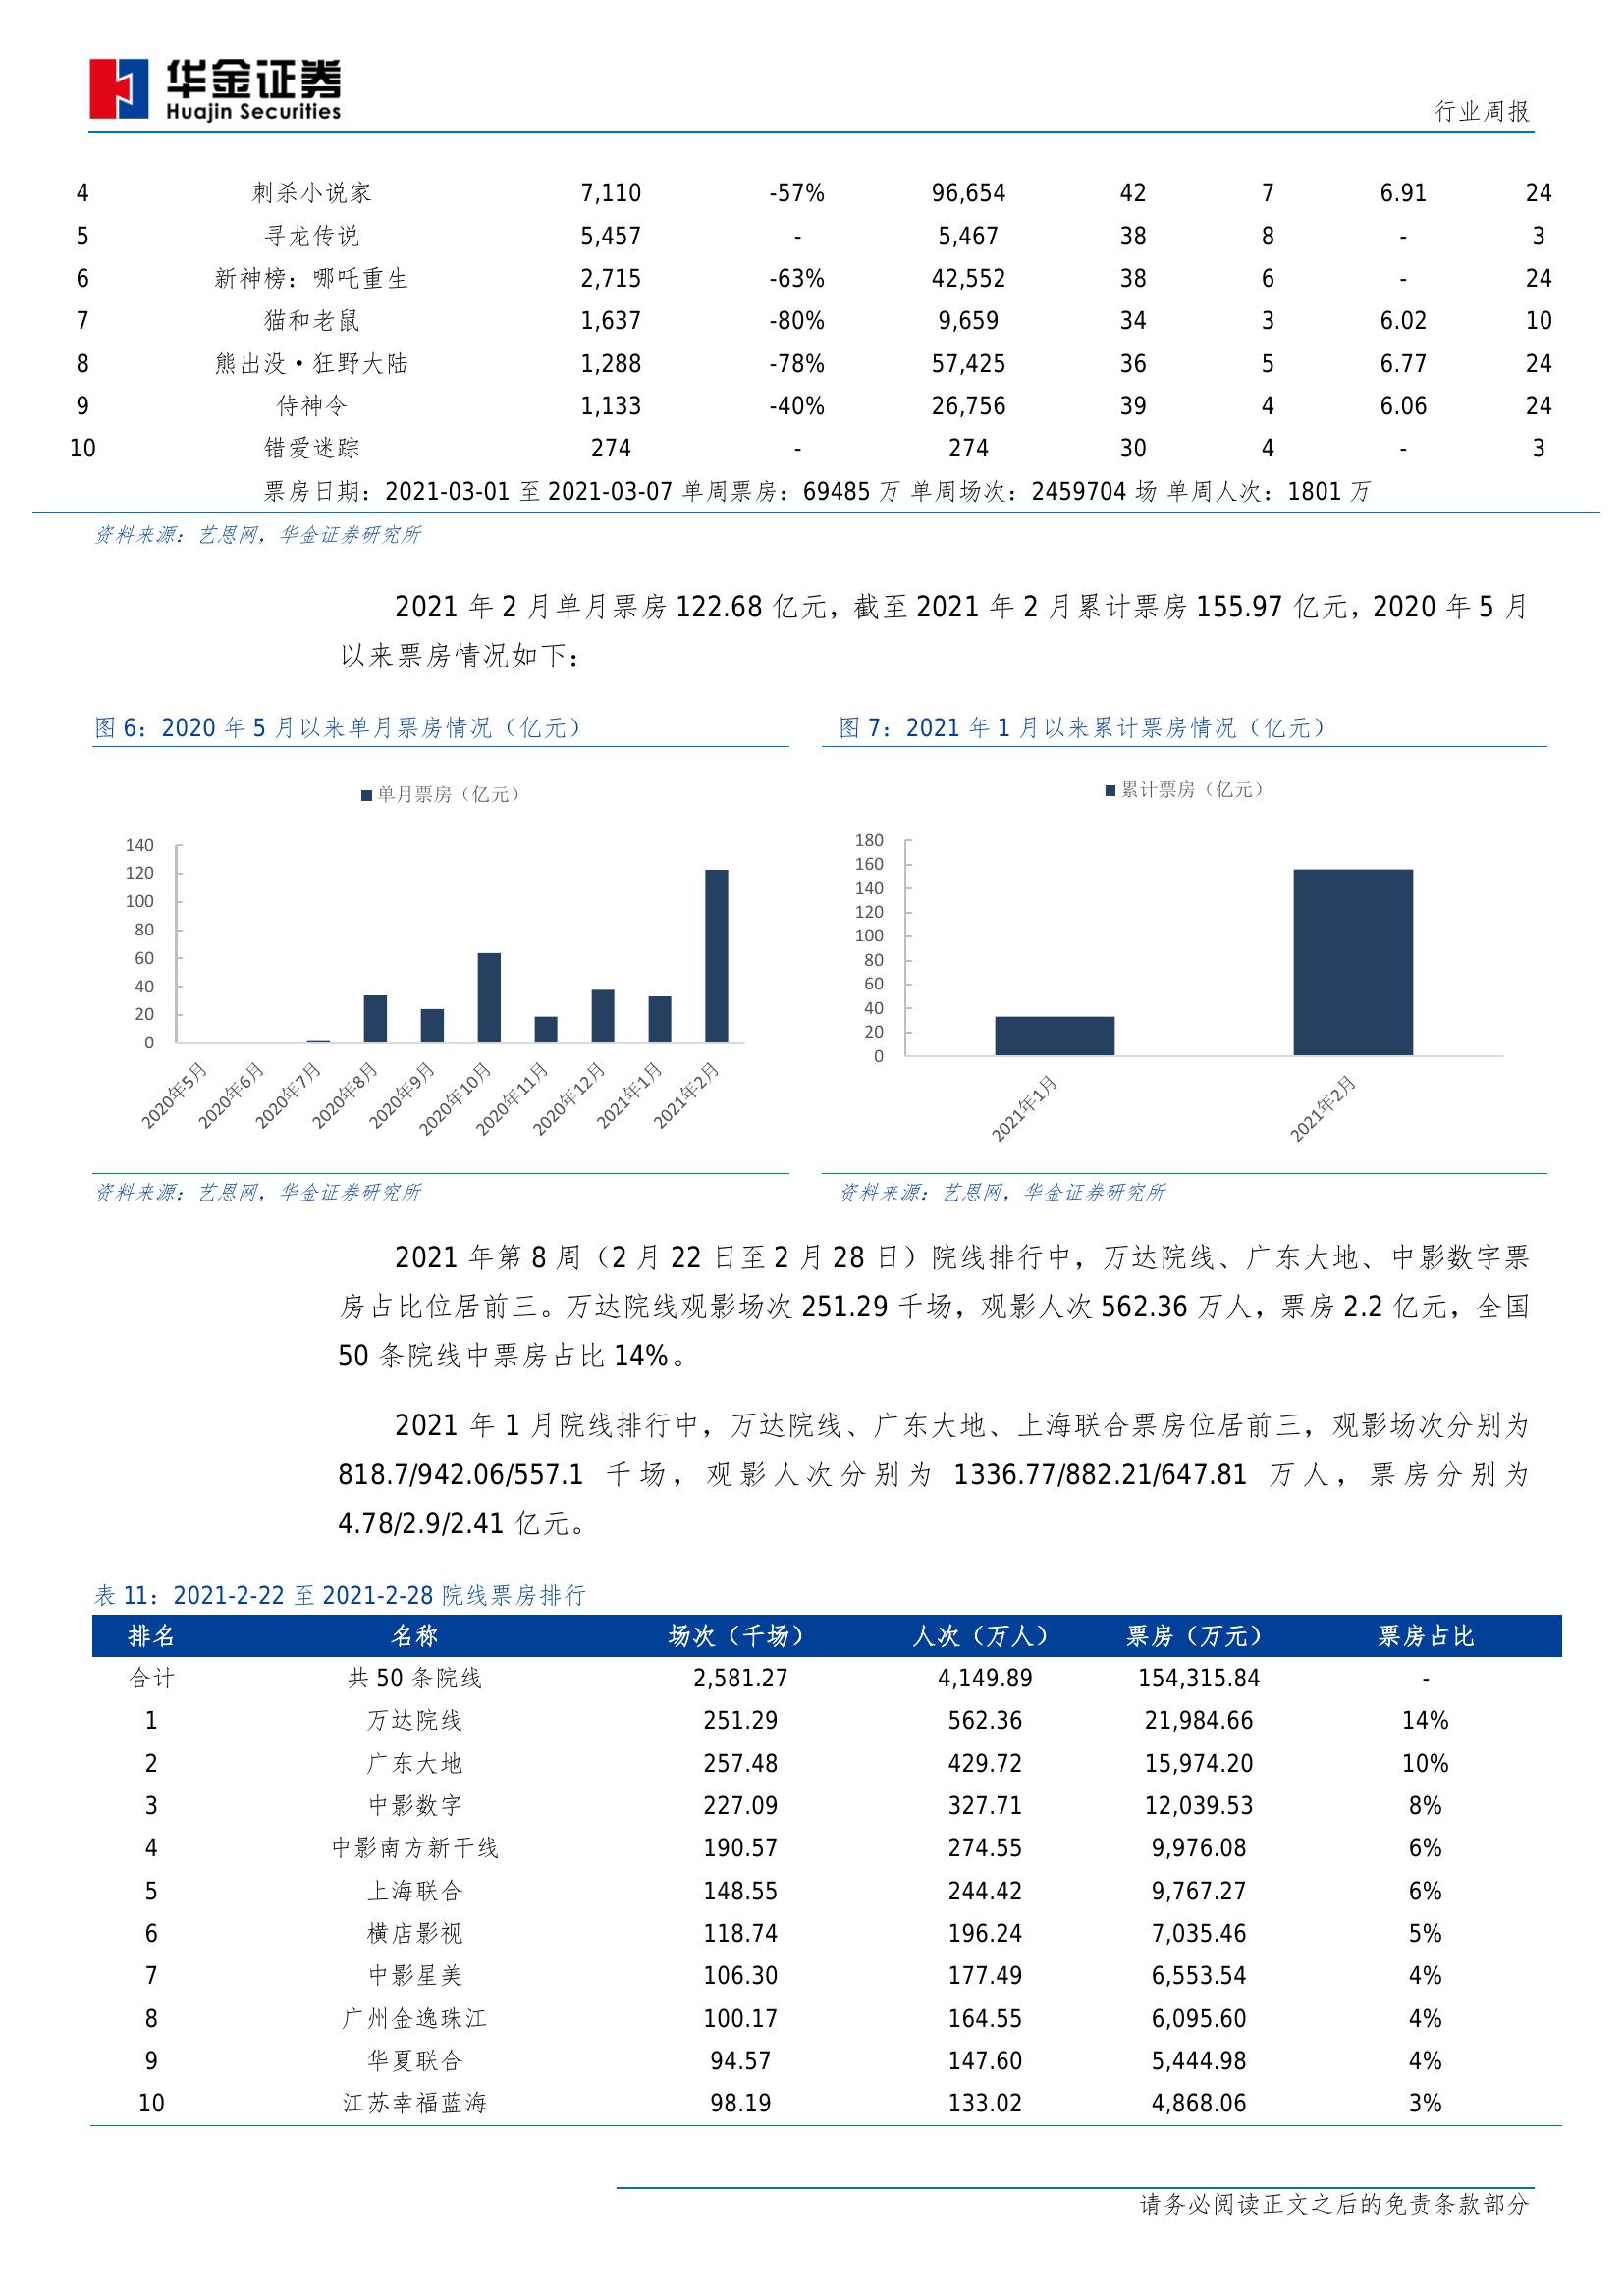 华金证券
Huajin Securities
行业周报
4 刺杀小说家 7,110 -57% 96,654 42 7 6.91 24
5 寻龙传说 5,457 - 5,467 38 8 - 3
6 新神榜：哪吒重生 2,715 -63% 42,552 38 6 - 24
7 猫和老鼠 1,637 -80% 9,659 34 3 6.02 10
8 熊出没·狂野大陆 1,288 -78% 57,425 36 5 6.77 24
9 侍神令 1,133 -40% 26,756 39 4 6.06 24
10 错爱迷踪 274 - 274 30 4 - 3
票房日期：2021-03-01 至 2021-03-07 单周票房：69485 万 单周场次：2459704 场 单周人次：1801 万
资料来源：艺恩网，华金证券研究所
2021 年 2 月单月票房 122.68 亿元，截至 2021 年 2 月累计票房 155.97 亿元，2020 年 5 月
以来票房情况如下：
图 6：2020 年 5 月以来单月票房情况（亿元）
单月票房（亿元）
140
120
100
80
60
40
20
0
2020年5月 2020年6月 2020年7月 2020年8月 2020年9月 2020年10月 2020年11月 2020年12月 2021年1月 2021年2月
资料来源：艺恩网，华金证券研究所
图 7：2021 年 1 月以来累计票房情况（亿元）
累计票房（亿元）
180
160
140
120
100
80
60
40
20
0
2021年1月 2021年2月
资料来源：艺恩网，华金证券研究所
2021 年第 8 周（2 月 22 日至 2 月 28 日）院线排行中，万达院线、广东大地、中影数字票
房占比位居前三。万达院线观影场次 251.29 千场，观影人次 562.36 万人，票房 2.2 亿元，全国
50 条院线中票房占比 14%。
2021 年 1 月院线排行中，万达院线、广东大地、上海联合票房位居前三，观影场次分别为
818.7/942.06/557.1 千场，观影人次分别为 1336.77/882.21/647.81 万人，票房分别为
4.78/2.9/2.41 亿元。
表 11：2021-2-22 至 2021-2-28 院线票房排行
排名 名称 场次（千场） 人次（万人） 票房（万元） 票房占比
合计 共 50 条院线 2,581.27 4,149.89 154,315.84 -
1 万达院线 251.29 562.36 21,984.66 14%
2 广东大地 257.48 429.72 15,974.20 10%
3 中影数字 227.09 327.71 12,039.53 8%
4 中影南方新干线 190.57 274.55 9,976.08 6%
5 上海联合 148.55 244.42 9,767.27 6%
6 横店影视 118.74 196.24 7,035.46 5%
7 中影星美 106.30 177.49 6,553.54 4%
8 广州金逸珠江 100.17 164.55 6,095.60 4%
9 华夏联合 94.57 147.60 5,444.98 4%
10 江苏幸福蓝海 98.19 133.02 4,868.06 3%
请务必阅读正文之后的免责条款部分